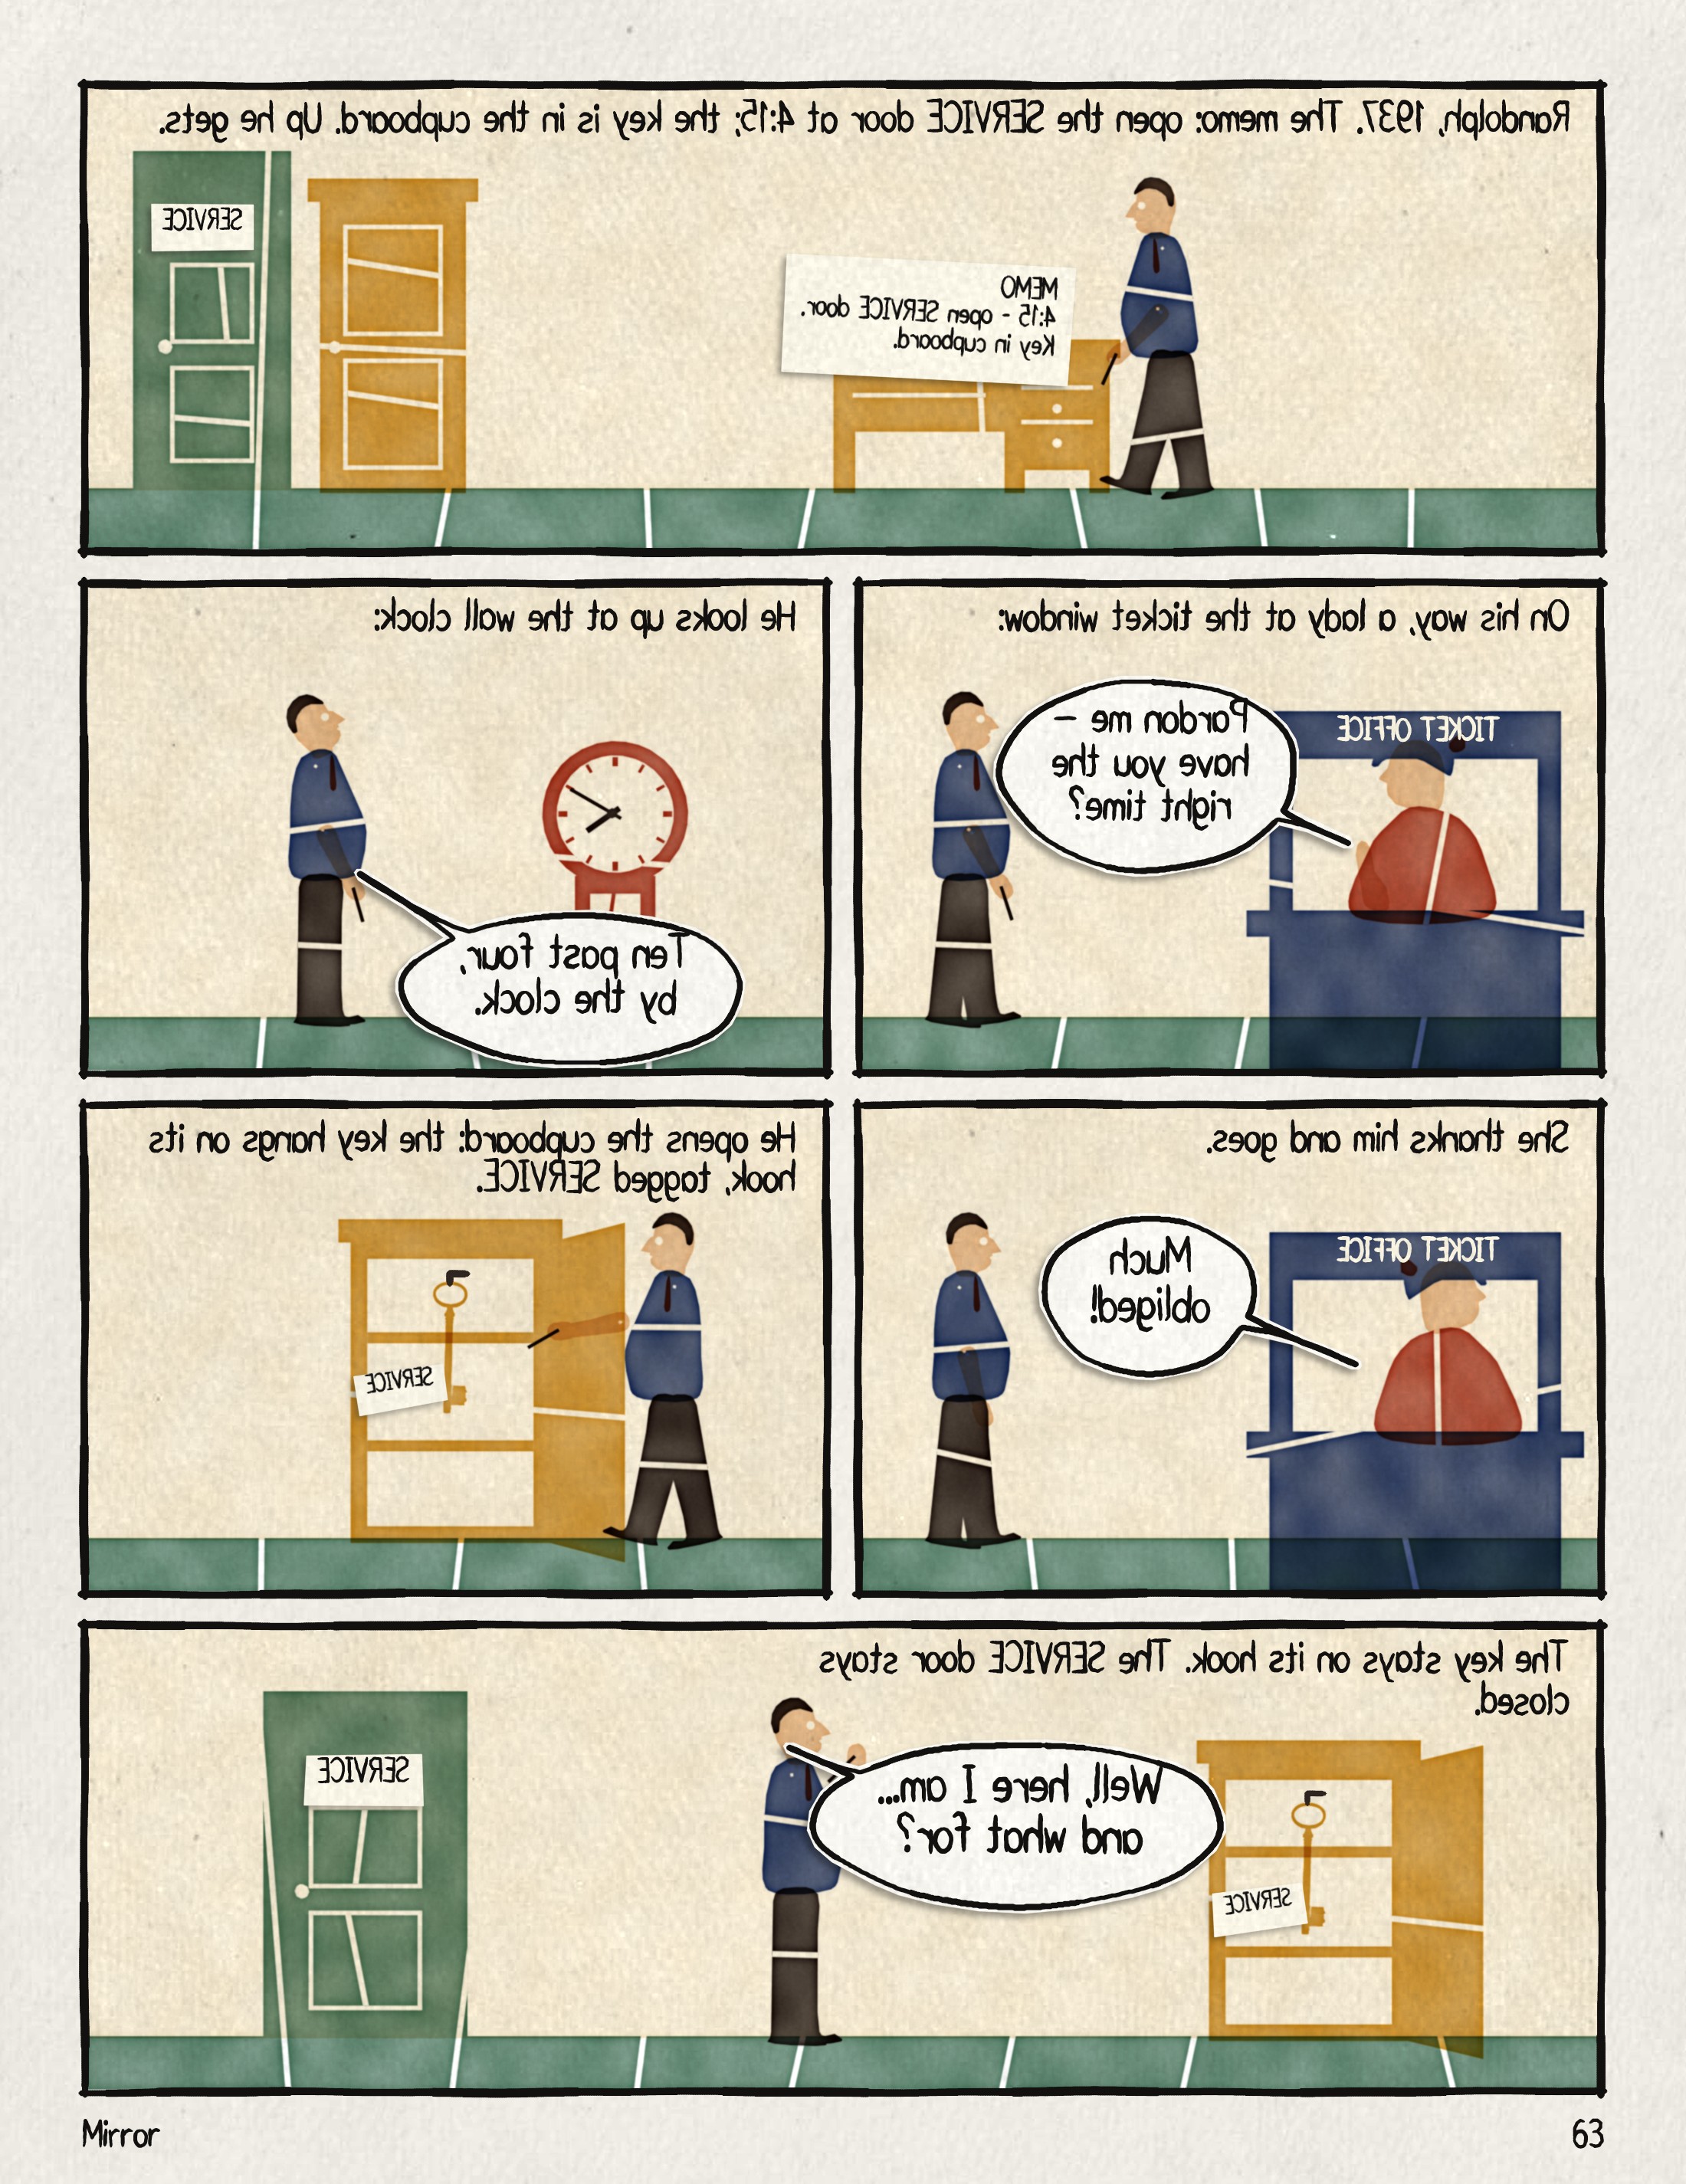 Randolph, 1937. The memo: open the SERVICE door at 4:15; the key is in the cupboard. Up he gets.
SERVICE
MEMO
4:15 - open SERVICE door.
Key in cupboard.
On his way, a lady at the ticket window:
Pardon me –
have you the
right time?
TICKET OFFICE
He looks up at the wall clock:
Ten past four,
by the clock.
She thanks him and goes.
Much
obliged!
TICKET OFFICE
He opens the cupboard: the key hangs on its
hook, tagged SERVICE.
SERVICE
The key stays on its hook. The SERVICE door stays
closed.
Well, here I am...
and what for?
SERVICE
SERVICE
Mirror
63